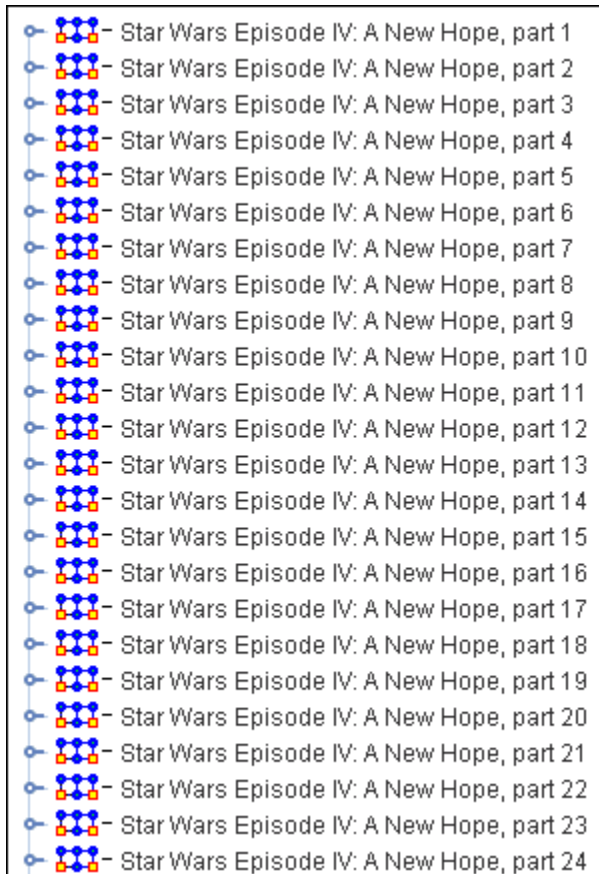 - Star Wars Episode IV: A New Hope, part 1
- Star Wars Episode IV: A New Hope, part 2
- Star Wars Episode IV: A New Hope, part 3
- Star Wars Episode IV: A New Hope, part 4
- Star Wars Episode IV: A New Hope, part 5
- Star Wars Episode IV: A New Hope, part 6
- Star Wars Episode IV: A New Hope, part 7
- Star Wars Episode IV: A New Hope, part 8
- Star Wars Episode IV: A New Hope, part 9
- Star Wars Episode IV: A New Hope, part 10
- Star Wars Episode IV: A New Hope, part 11
- Star Wars Episode IV: A New Hope, part 12
- Star Wars Episode IV: A New Hope, part 13
- Star Wars Episode IV: A New Hope, part 14
- Star Wars Episode IV: A New Hope, part 15
- Star Wars Episode IV: A New Hope, part 16
- Star Wars Episode IV: A New Hope, part 17
- Star Wars Episode IV: A New Hope, part 18
- Star Wars Episode IV: A New Hope, part 19
- Star Wars Episode IV: A New Hope, part 20
- Star Wars Episode IV: A New Hope, part 21
- Star Wars Episode IV: A New Hope, part 22
- Star Wars Episode IV: A New Hope, part 23
- Star Wars Episode IV: A New Hope, part 24